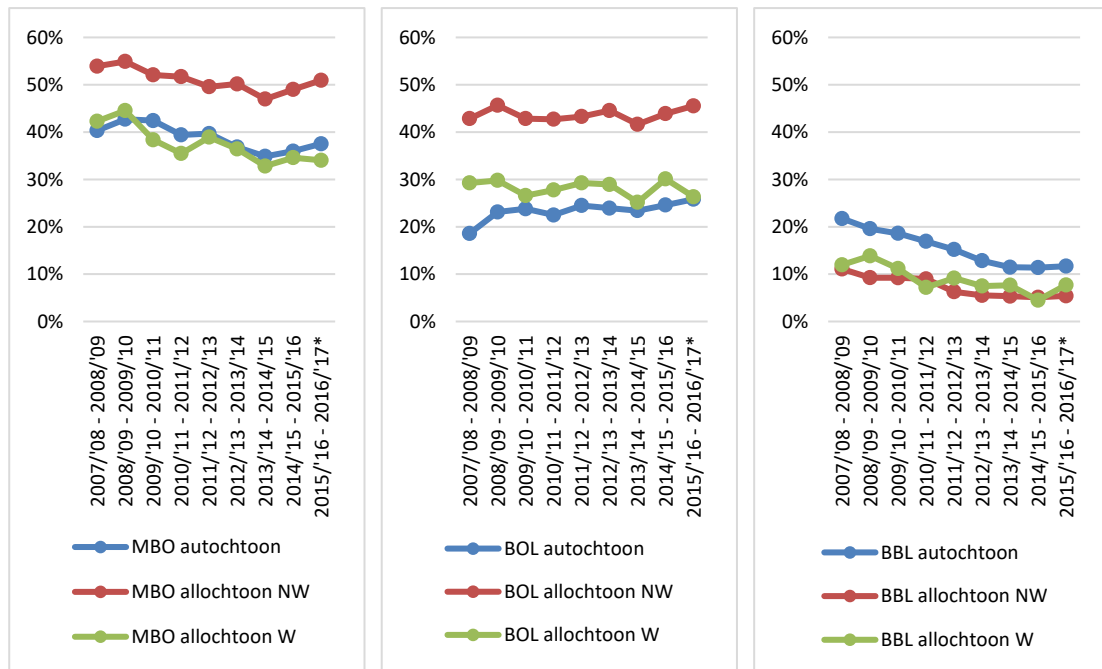 60%
50%
40%
30%
20%
10%
0%
2007/'08 - 2008/'09
2008/'09 - 2009/'10
2009/'10 - 2010/'11
2010/'11 - 2011/'12
2011/'12 - 2012/'13
2012/'13 - 2013/'14
2013/'14 - 2014/'15
2014/'15 - 2015/'16
2015/'16 - 2016/'17*
MBO autochtoon
MBO allochtoon NW
MBO allochtoon W
60%
50%
40%
30%
20%
10%
0%
2007/'08 - 2008/'09
2008/'09 - 2009/'10
2009/'10 - 2010/'11
2010/'11 - 2011/'12
2011/'12 - 2012/'13
2012/'13 - 2013/'14
2013/'14 - 2014/'15
2014/'15 - 2015/'16
2015/'16 - 2016/'17*
BOL autochtoon
BOL allochtoon NW
BOL allochtoon W
60%
50%
40%
30%
20%
10%
0%
2007/'08 - 2008/'09
2008/'09 - 2009/'10
2009/'10 - 2010/'11
2010/'11 - 2011/'12
2011/'12 - 2012/'13
2012/'13 - 2013/'14
2013/'14 - 2014/'15
2014/'15 - 2015/'16
2015/'16 - 2016/'17*
BBL autochtoon
BBL allochtoon NW
BBL allochtoon W